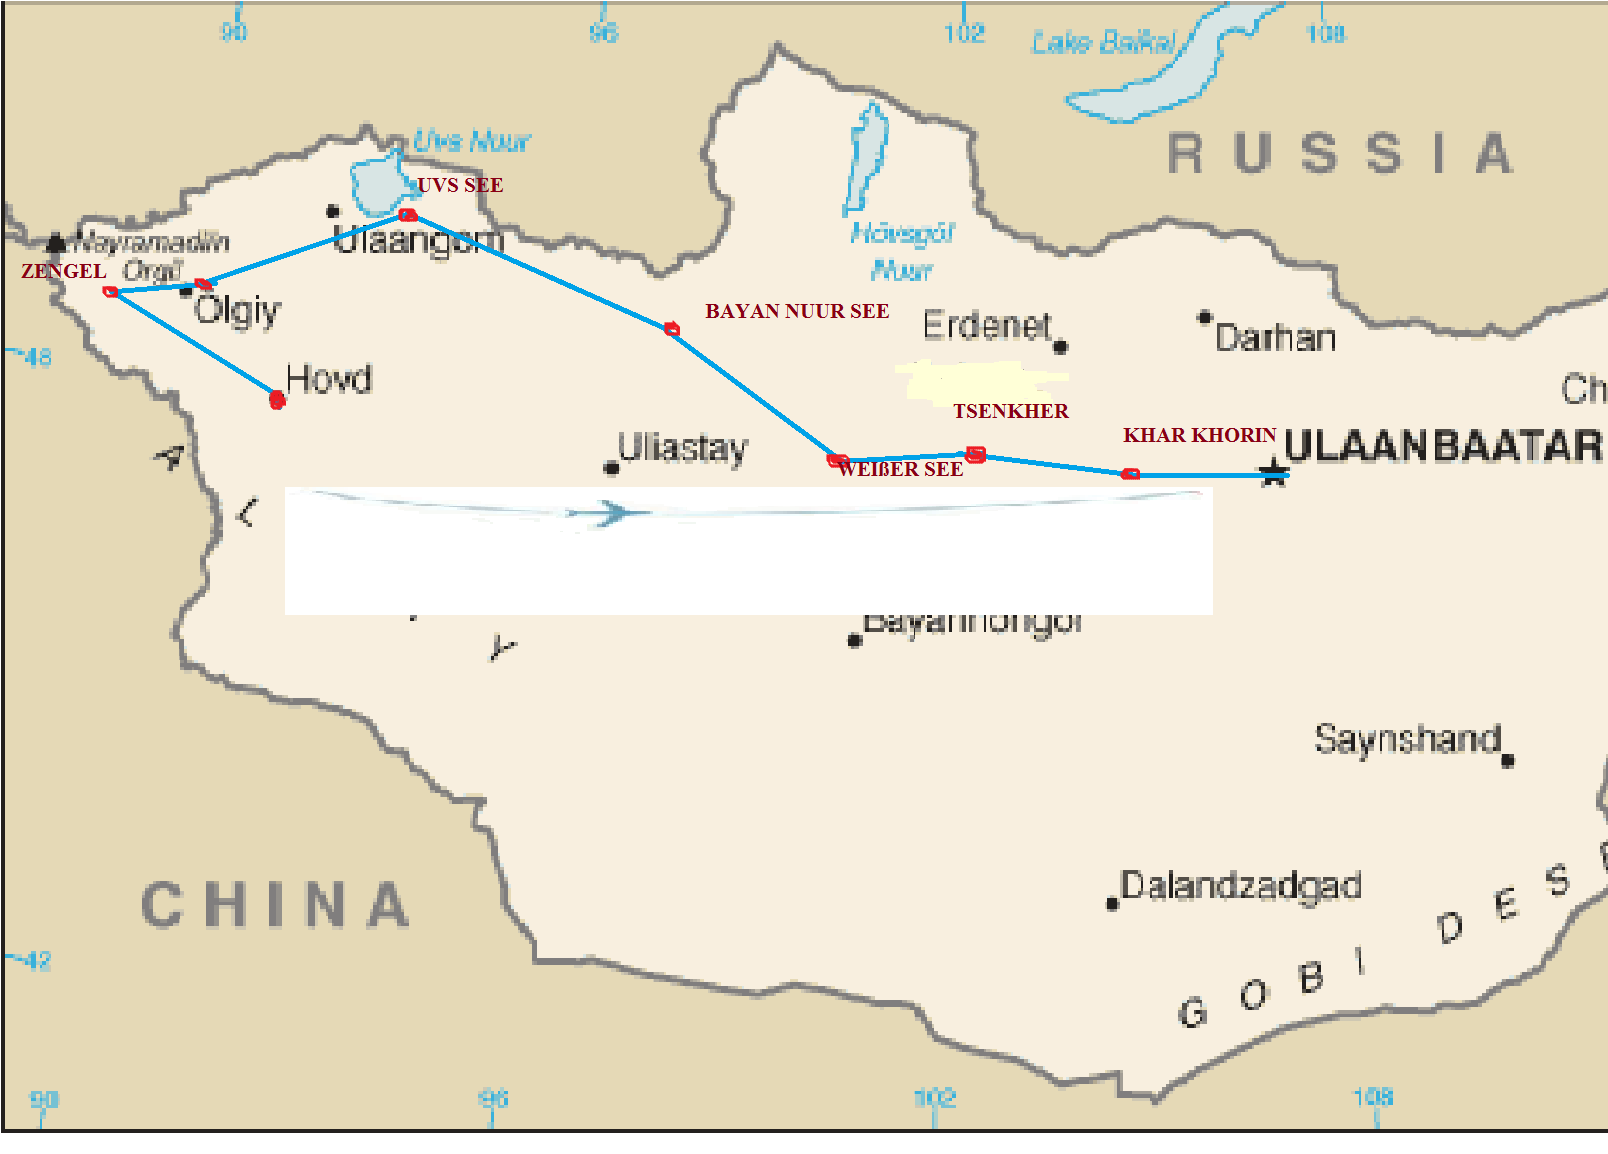 90
96
102
108
Lake Baikal
RUSSIA
Uvs Nuur
UVS SEE
Ulaangom
Nayramadlin
Orgil
ZENGEL
Ölgiy
Hövsgöl
Nuur
BAYAN NUUR SEE
Erdenet
Darhan
48
Hovd
Ch
TSENKHER
KHAR KHORIN
ULAANBAATAR
Uliastay
WEIßER SEE
A
L
Bayanhongor
Y
Saynshand
CHINA
Dalandzadgad
GOBI DES
42
90
96
102
108